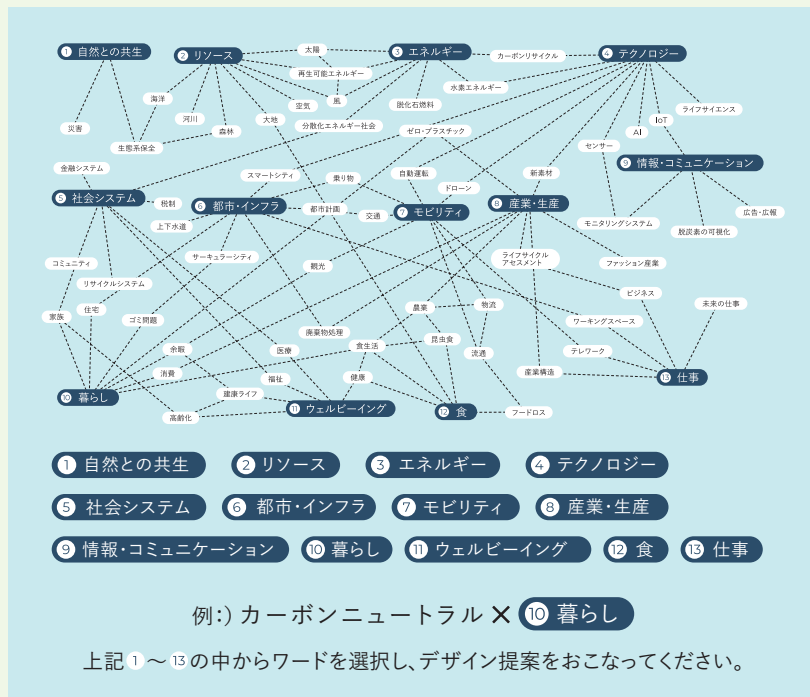 ① 自然との共生
② リソース
太陽
③ エネルギー
カーボンリサイクル
④ テクノロジー
再生可能エネルギー
水素エネルギー
海洋
空気
風
脱化石燃料
ライフサイエンス
河川
大地
分散化エネルギー社会
ゼロ・プラスチック
AI
IoT
災害
森林
生態系保全
センサー
金融システム
スマートシティ
乗り物
自動運転
新素材
⑨ 情報・コミュニケーション
ドローン
⑤ 社会システム
税制
⑥ 都市・インフラ
都市計画
交通
⑦ モビリティ
⑧ 産業・生産
上下水道
モニタリングシステム
広告・広報
脱炭素の可視化
コミュニティ
サーキュラーシティ
観光
ライフサイクル
アセスメント
ファッション産業
リサイクルシステム
ビジネス
家族
住宅
ゴミ問題
廃棄物処理
農業
物流
未来の仕事
ワーキングスペース
昆虫食
余暇
医療
食生活
流通
テレワーク
消費
福祉
健康
産業構造
⑬ 仕事
⑩ 暮らし
健康ライフ
高齢化
⑪ ウェルビーイング
⑫ 食
フードロス
① 自然との共生 ② リソース ③ エネルギー ④ テクノロジー
⑤ 社会システム ⑥ 都市・インフラ ⑦ モビリティ ⑧ 産業・生産
⑨ 情報・コミュニケーション ⑩ 暮らし ⑪ ウェルビーイング ⑫ 食 ⑬ 仕事
例：）カーボンニュートラル × ⑩ 暮らし
上記①〜⑬の中からワードを選択し、デザイン提案をおこなってください。